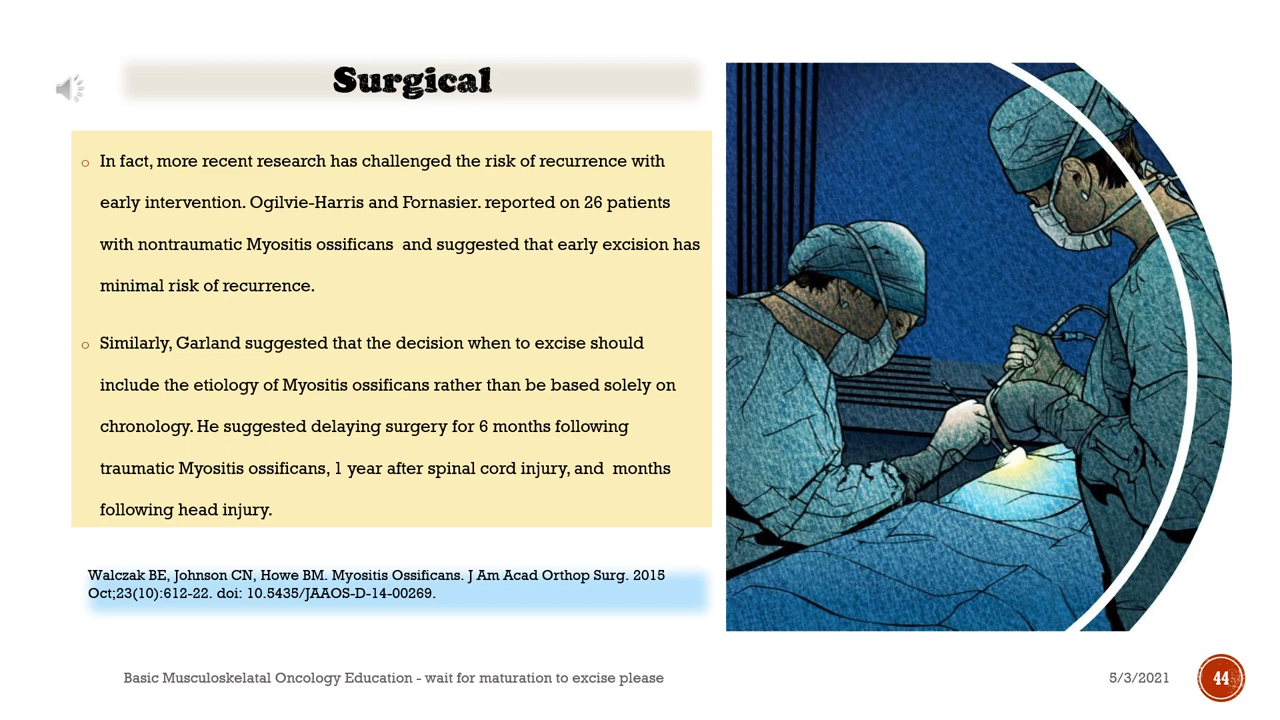 Surgical
In fact, more recent research has challenged the risk of recurrence with
early intervention. Ogilvie-Harris and Fornasier. reported on 26 patients
with nontraumatic Myositis ossificans and suggested that early excision has
minimal risk of recurrence.
Similarly, Garland suggested that the decision when to excise should
include the etiology of Myositis ossificans rather than be based solely on
chronology. He suggested delaying surgery for 6 months following
traumatic Myositis ossificans, 1 year after spinal cord injury, and months
following head injury.
Walczak BE, Johnson CN, Howe BM. Myositis Ossificans. J Am Acad Orthop Surg. 2015
Oct;23(10):612-22. doi: 10.5435/JAAOS-D-14-00269.
Basic Musculoskelatal Oncology Education - wait for maturation to excise please
5/3/2021
44